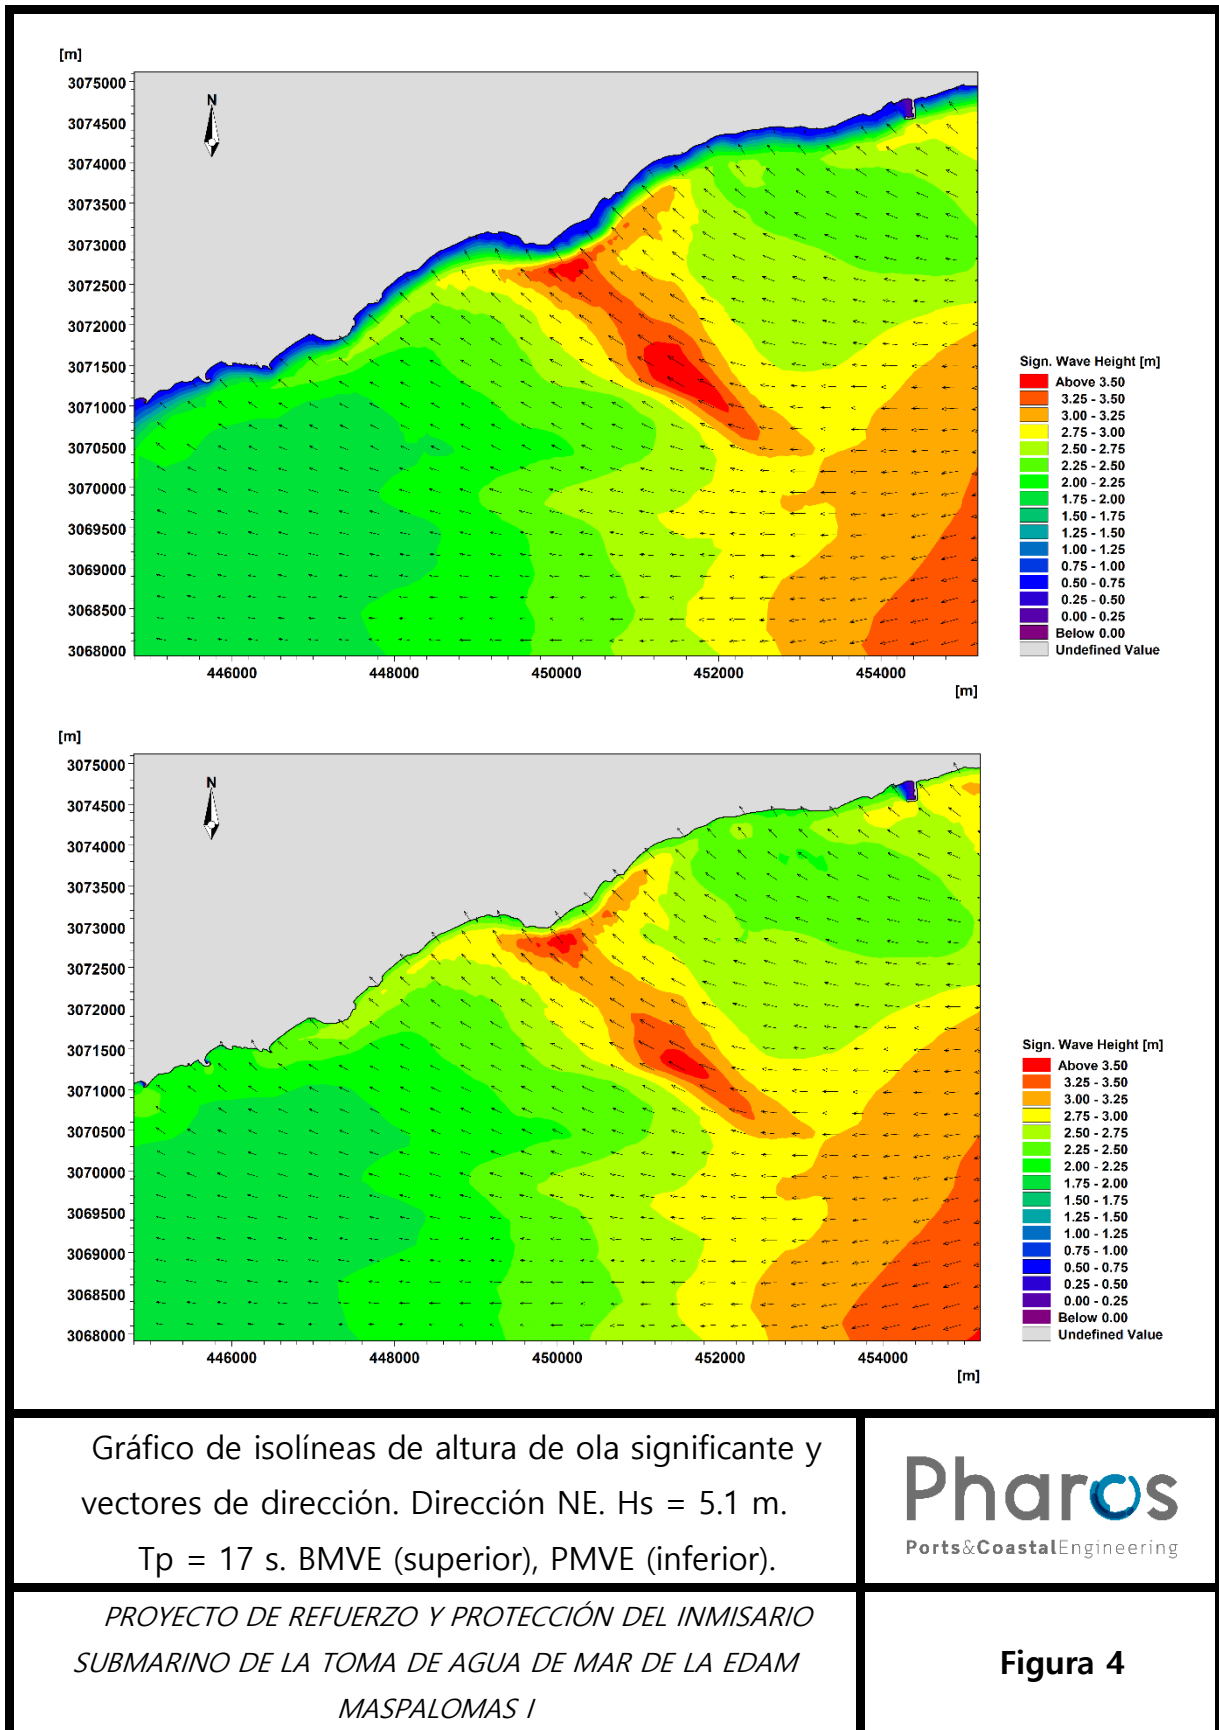 [m]
3075000
N
3074500
3074000
3073500
3073000
3072500
3072000
3071500
3071000
3070500
3070000
3069500
3069000
3068500
3068000
446000 448000 450000 452000 454000
[m]
Sign. Wave Height [m]
Above 3.50
3.25 - 3.50
3.00 - 3.25
2.75 - 3.00
2.50 - 2.75
2.25 - 2.50
2.00 - 2.25
1.75 - 2.00
1.50 - 1.75
1.25 - 1.50
1.00 - 1.25
0.75 - 1.00
0.50 - 0.75
0.25 - 0.50
0.00 - 0.25
Below 0.00
Undefined Value
[m]
3075000
N
3074500
3074000
3073500
3073000
3072500
3072000
3071500
3071000
3070500
3070000
3069500
3069000
3068500
3068000
446000 448000 450000 452000 454000
[m]
Sign. Wave Height [m]
Above 3.50
3.25 - 3.50
3.00 - 3.25
2.75 - 3.00
2.50 - 2.75
2.25 - 2.50
2.00 - 2.25
1.75 - 2.00
1.50 - 1.75
1.25 - 1.50
1.00 - 1.25
0.75 - 1.00
0.50 - 0.75
0.25 - 0.50
0.00 - 0.25
Below 0.00
Undefined Value
Gráfico de isolíneas de altura de ola significante y
vectores de dirección. Dirección NE. Hs = 5.1 m.
Tp = 17 s. BMVE (superior), PMVE (inferior).
Pharos
Ports&CoastalEngineering
PROYECTO DE REFUERZO Y PROTECCIÓN DEL INMISARIO
SUBMARINO DE LA TOMA DE AGUA DE MAR DE LA EDAM
MASPALOMAS I
Figura 4